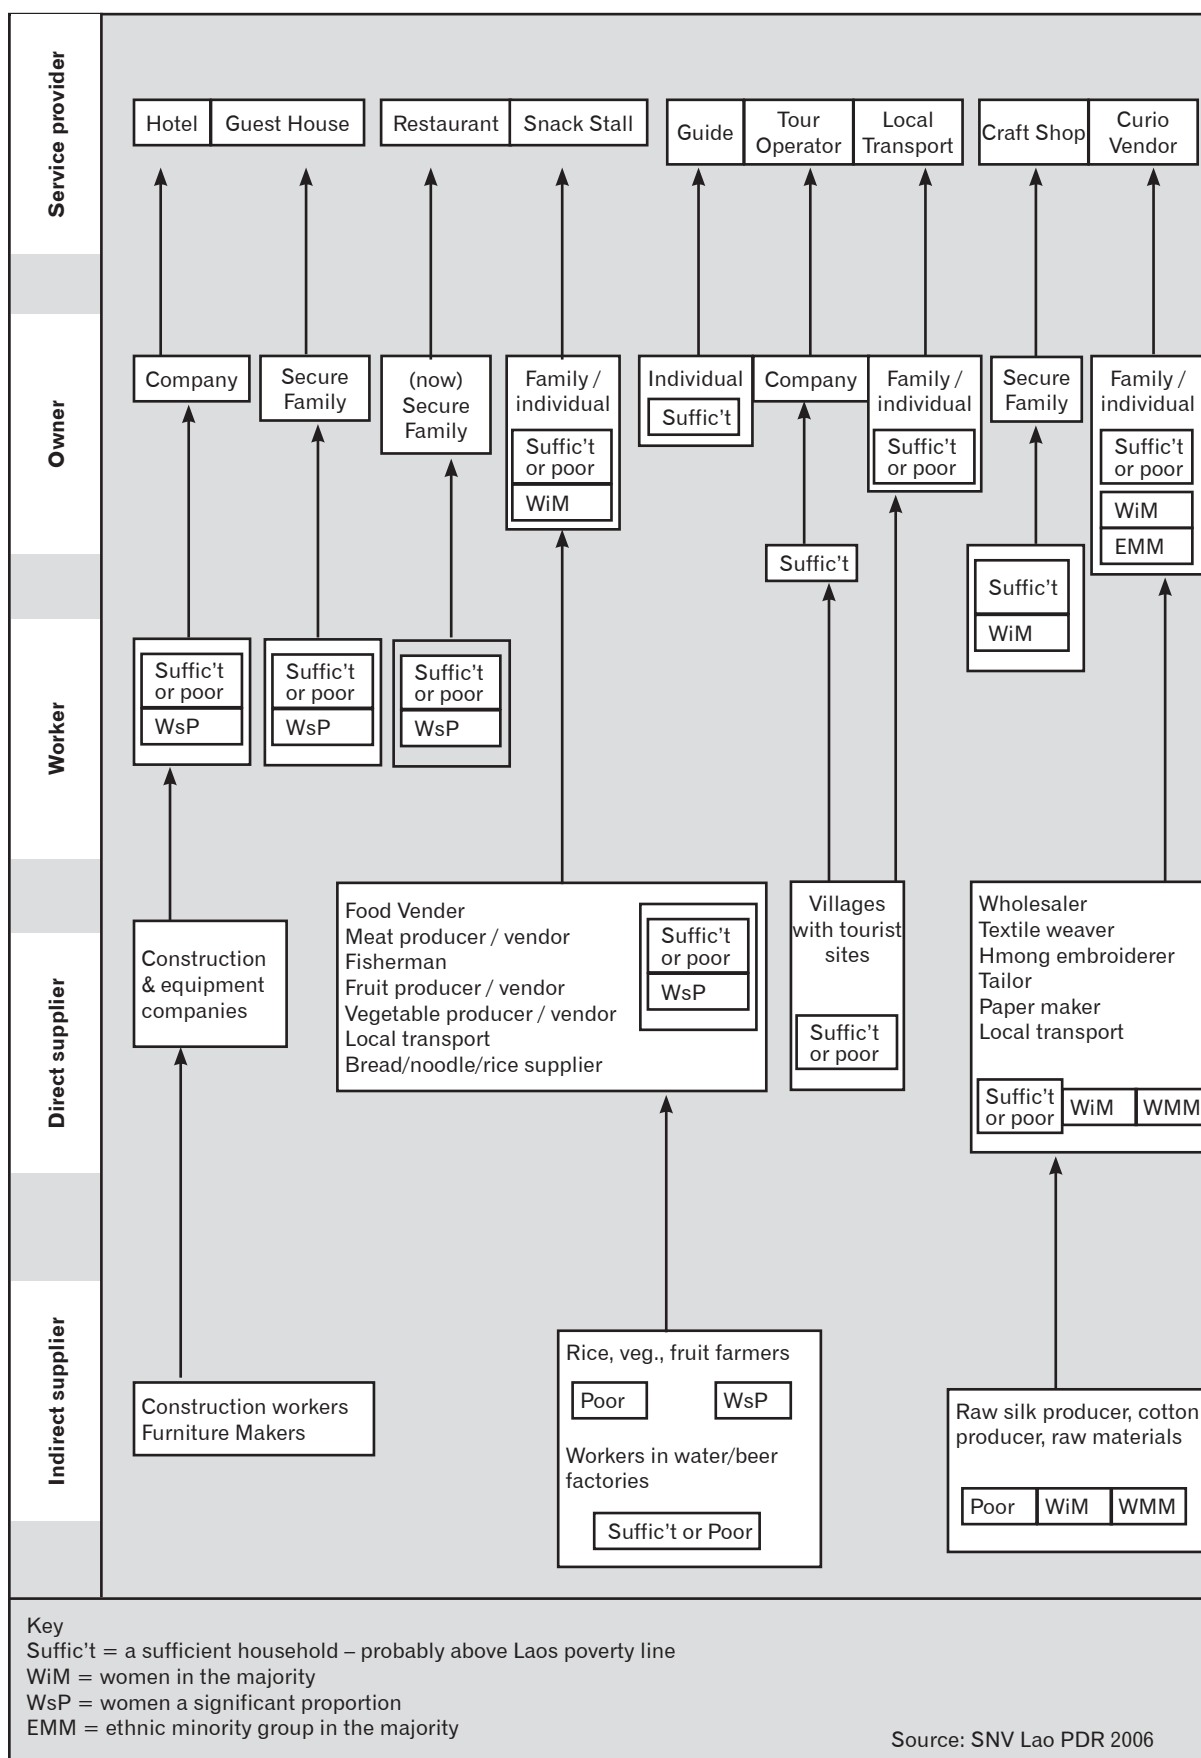 Service provider
Hotel
Guest House
Restaurant
Snack Stall
Guide
Tour
Operator
Local
Transport
Craft Shop
Curio
Vendor
Owner
Company
Secure
Family
(now)
Secure
Family
Family /
individual
Suffic't
or poor
WiM
Individual
Suffic't
Company
Family /
individual
Suffic't
or poor
Secure
Family
Family /
individual
Suffic't
or poor
WiM
EMM
Worker
Suffic't
or poor
WsP
Suffic't
or poor
WsP
Suffic't
or poor
WsP
Suffic't
Suffic't
WiM
Direct supplier
Construction
& equipment
companies
Food Vender
Meat producer / vendor
Fisherman
Fruit producer / vendor
Vegetable producer / vendor
Local transport
Bread/noodle/rice supplier
Suffic't
or poor
WsP
Villages
with tourist
sites
Suffic't
or poor
Wholesaler
Textile weaver
Hmong embroiderer
Tailor
Paper maker
Local transport
Suffic't
or poor
WiM
WMM
Indirect supplier
Construction workers
Furniture Makers
Rice, veg., fruit farmers
Poor
WsP
Workers in water/beer
factories
Suffic't or Poor
Raw silk producer, cotton
producer, raw materials
Poor
WiM
WMM
Key
Suffic't = a sufficient household – probably above Laos poverty line
WiM = women in the majority
WsP = women a significant proportion
EMM = ethnic minority group in the majority
Source: SNV Lao PDR 2006